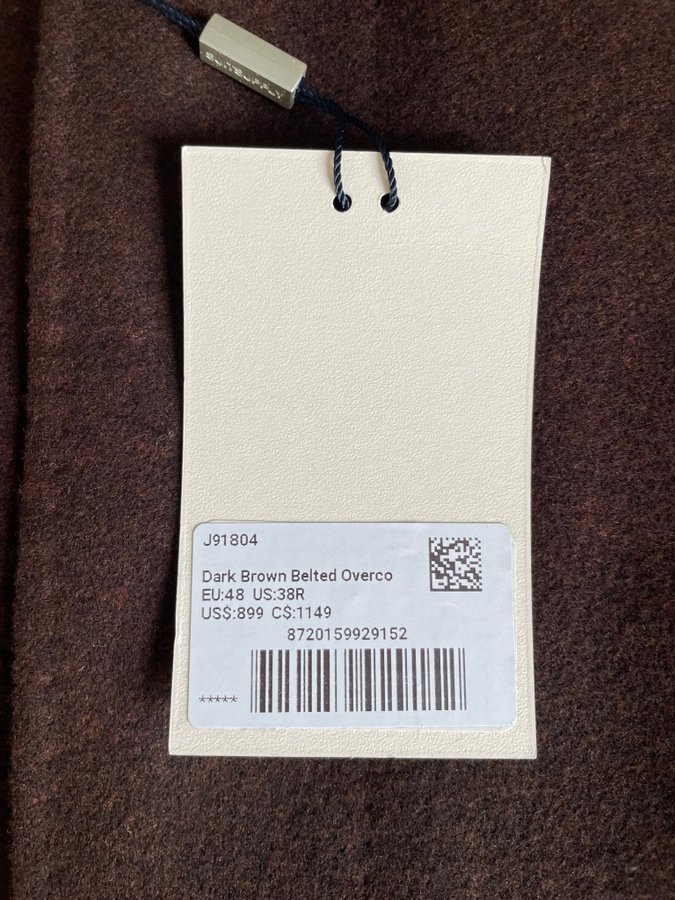 J91804
Dark Brown Belted Overco
EU:48 US:38R
US$:899 C$:1149
8720159929152
*****